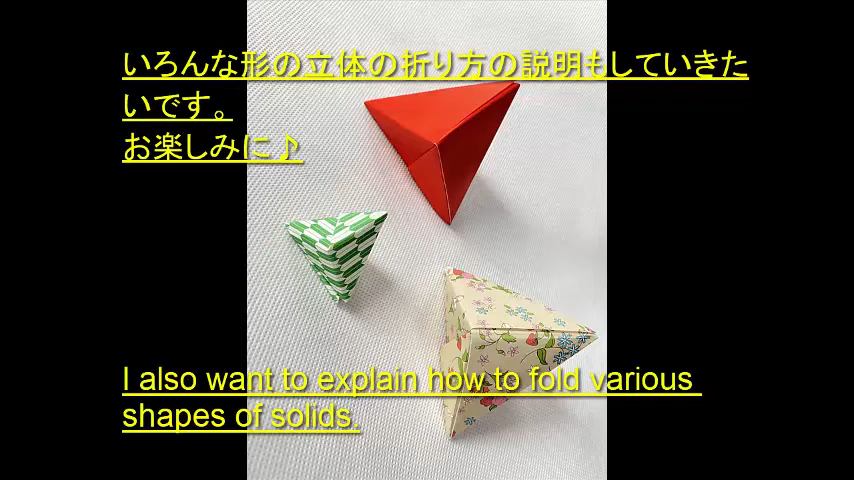 いろんな形の立体の折り方の説明もしていきた
いです。
お楽しみに♪
I also want to explain how to fold various
shapes of solids.